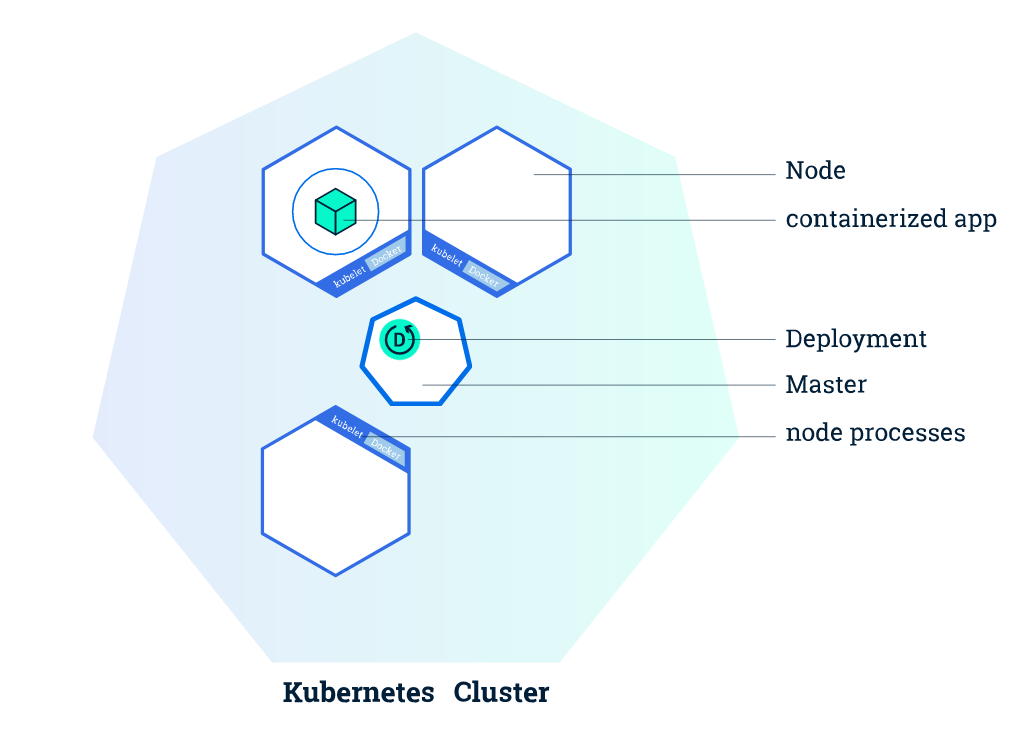 Node
containerized app
kubelet Docker
kubelet Docker
D
Deployment
Master
kubelet Docker
node processes
Kubernetes Cluster